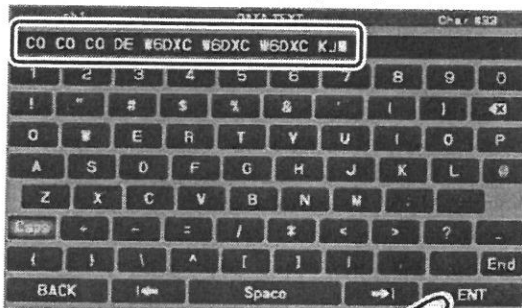 DATA TEXT Char #33
CQ CQ CQ DE W6DXC W6DXC W6DXC
1 2 3 4 5 6 7 8 9 0
! " # $ % & ' ( )
Q W E R T Y U I O P
A S D F G H J K L @
Z X C V B N M
Caps + - = / * < > ? _
{ } \ ^ [ ] | End
BACK |← Space →| ENT